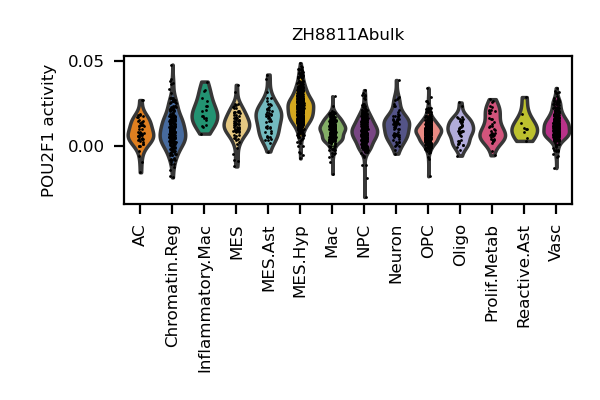 ZH8811Abulk
POU2F1 activity
0.05
0.00
AC
Chromatin.Reg
Inflammatory.Mac
MES
MES.Ast
MES.Hyp
Mac
NPC
Neuron
OPC
Oligo
Prolif.Metab
Reactive.Ast
Vasc